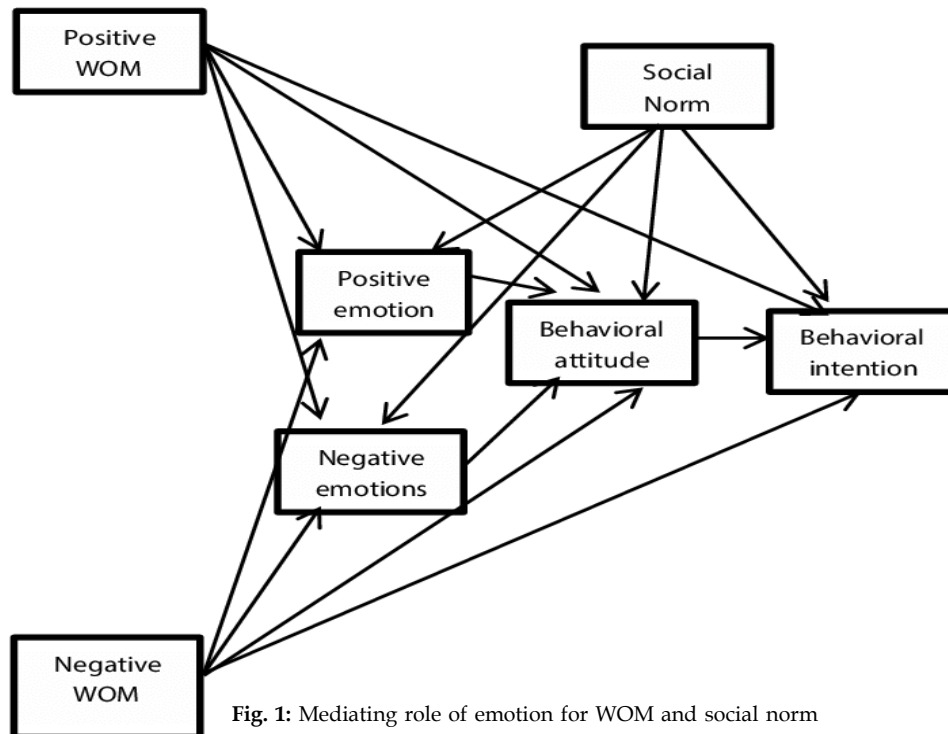 Positive
WOM
Social
Norm
Positive
emotion
Behavioral
attitude
Behavioral
intention
Negative
emotions
Negative
WOM
Fig. 1: Mediating role of emotion for WOM and social norm